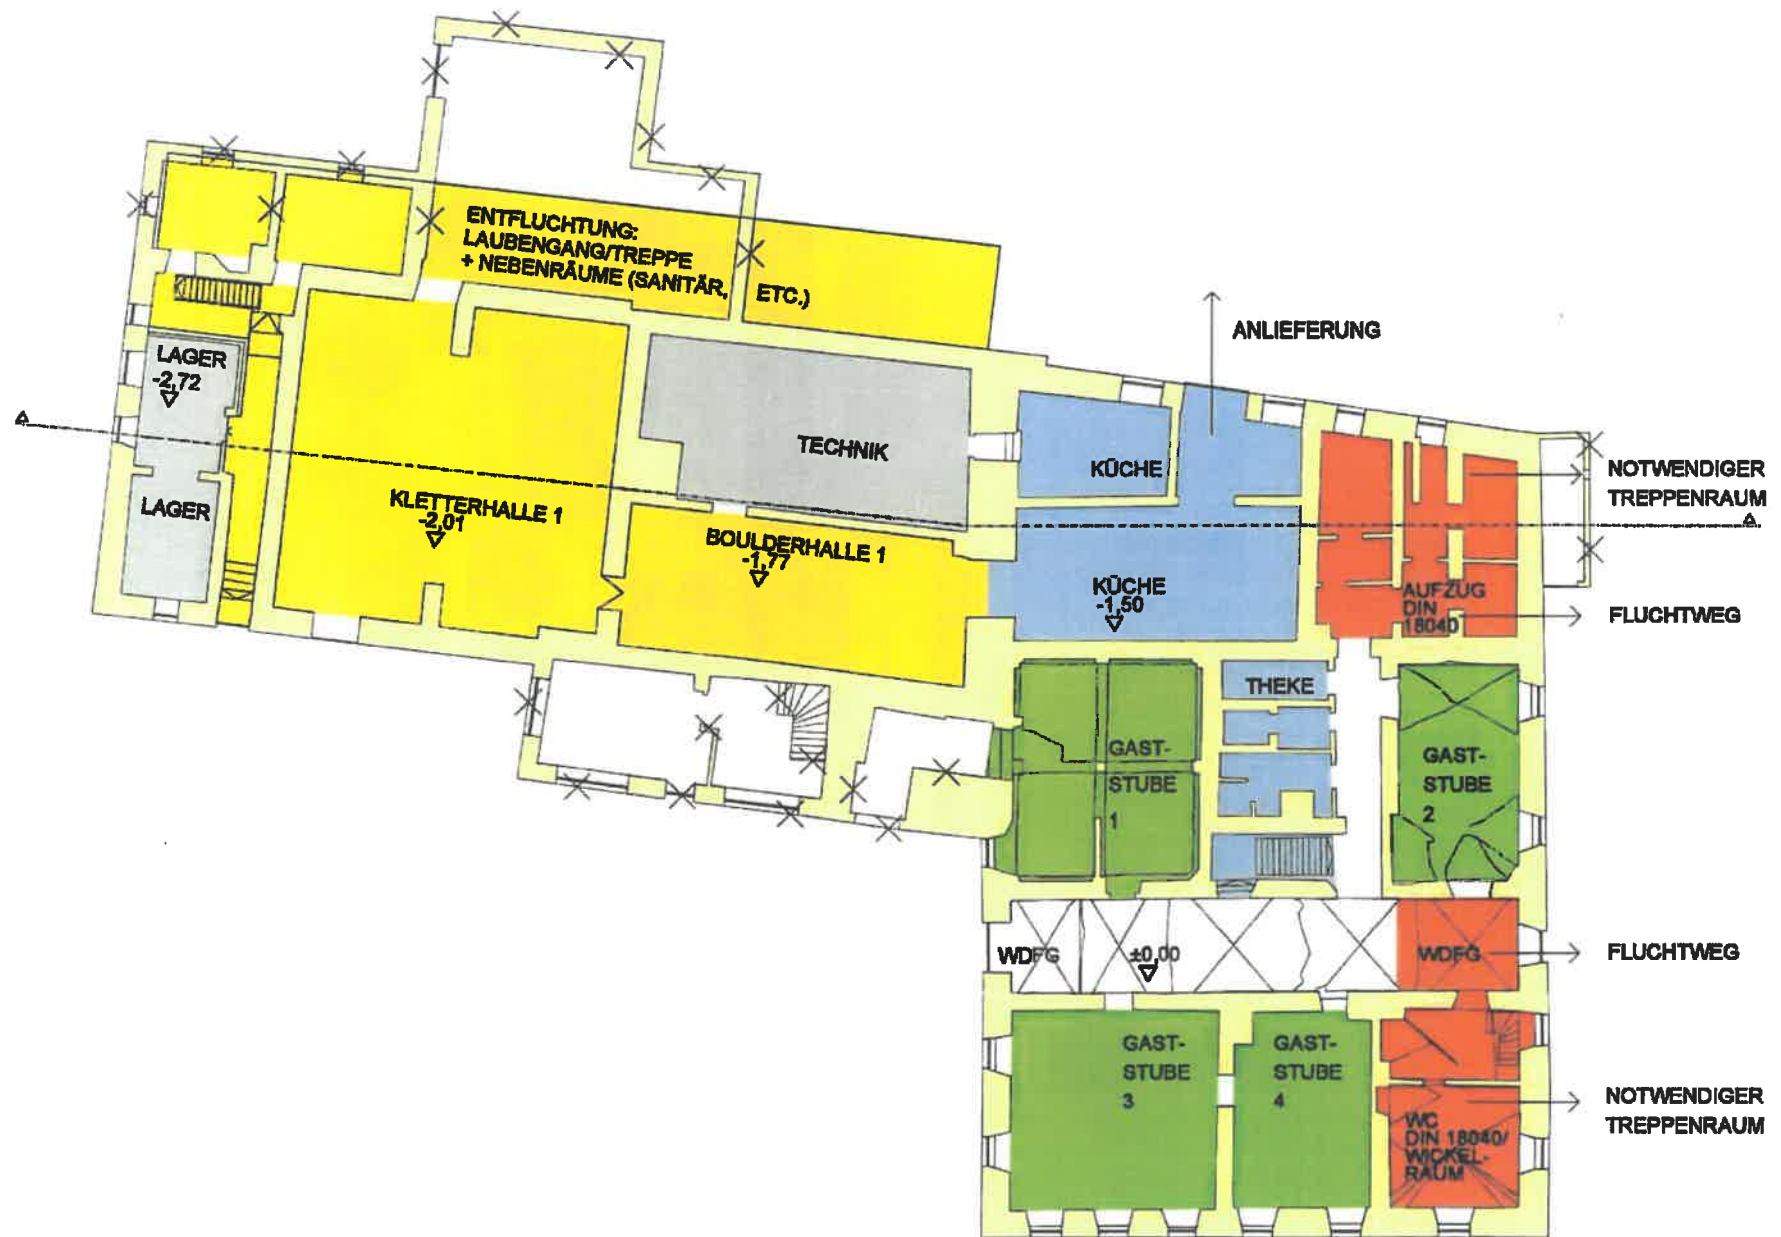 ENTFLUCHTUNG:
LAUBENGANG/TREPPE
+ NEBENRÄUME (SANITÄR, ETC.)
ANLIEFERUNG
LAGER
-2,72
TECHNIK
KÜCHE
NOTWENDIGER
TREPPENRAUM
LAGER
KLETTERHALLE 1
-2,01
BOULDERHALLE 1
-1,77
KÜCHE
-1,50
AUFZUG
DIN
18040
FLUCHTWEG
THEKE
GAST-
STUBE
1
GAST-
STUBE
2
WDFG
±0,00
WDFG
FLUCHTWEG
GAST-
STUBE
3
GAST-
STUBE
4
NOTWENDIGER
TREPPENRAUM
WC
DIN 18040/
WICKEL-
RAUM